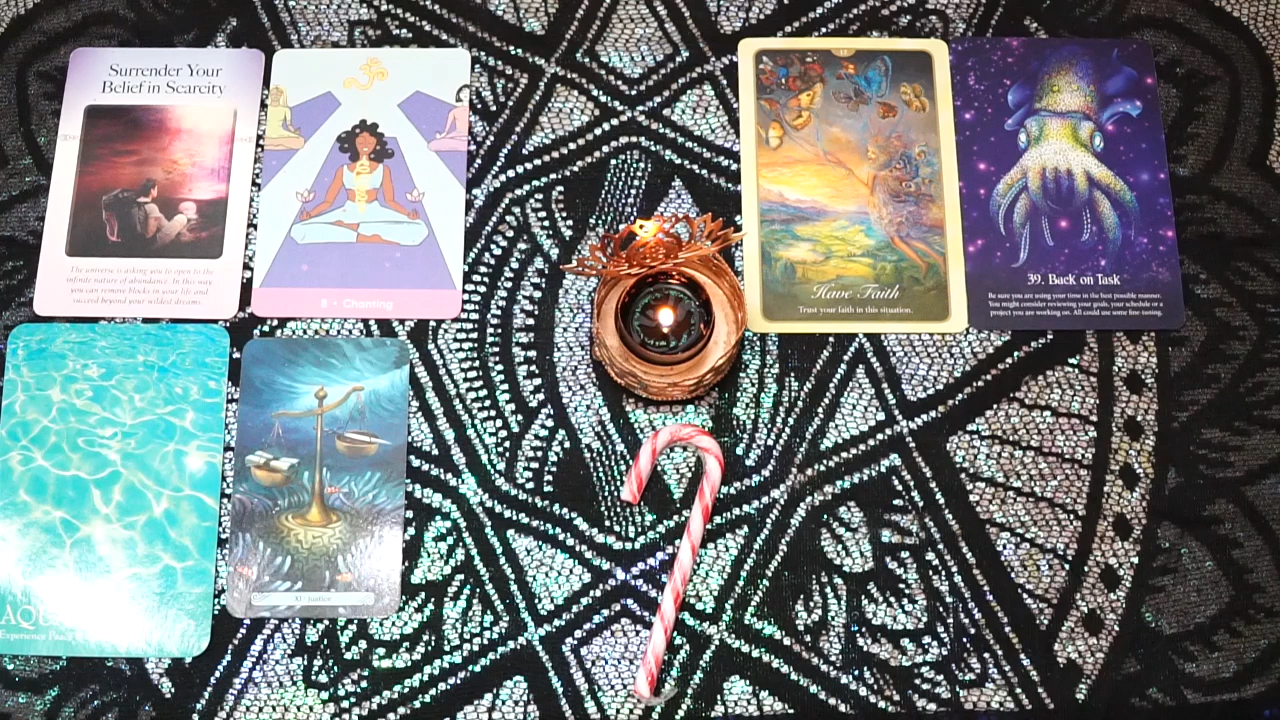 Surrender Your
Belief in Scarcity
The universe is asking you to open to the
infinite nature of abundance. In this way
you can remove blocks in your life and
succeed beyond your wildest dreams.
8 • Chanting
13
Have Faith
Trust your faith in this situation.
39. Back on Task
Be sure you are using your time in the best possible manner.
You might consider reviewing your goals, your schedule or a
project you are working on. All could use some fine-tuning.
AQU
Experience Peace
XI - Justice